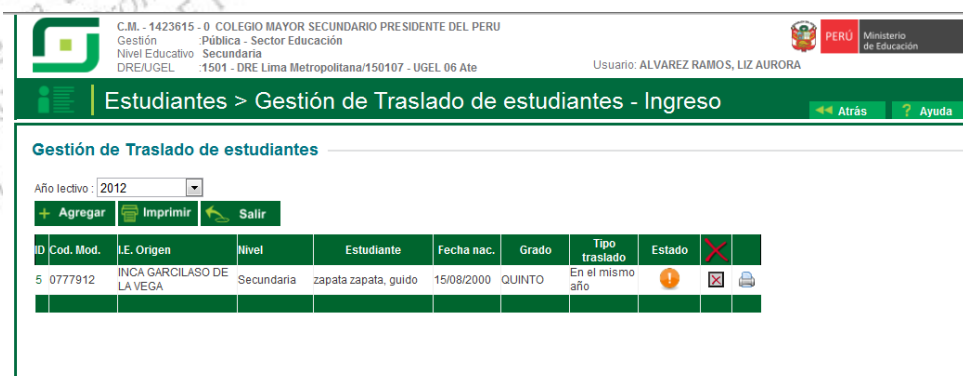 C.M. - 1423615 - 0 COLEGIO MAYOR SECUNDARIO PRESIDENTE DEL PERU
Gestión :Pública - Sector Educación
Nivel Educativo Secundaria
DRE/UGEL :1501 - DRE Lima Metropolitana/150107 - UGEL 06 Ate
Usuario: ALVAREZ RAMOS, LIZ AURORA
PERÚ Ministerio de Educación
Estudiantes > Gestión de Traslado de estudiantes - Ingreso
Atrás ? Ayuda
Gestión de Traslado de estudiantes
Año lectivo : 2012
+ Agregar Imprimir Salir
ID Cod. Mod. I.E. Origen Nivel Estudiante Fecha nac. Grado Tipo traslado Estado
5 0777912 INCA GARCILASO DE LA VEGA Secundaria zapata zapata, guido 15/08/2000 QUINTO En el mismo año